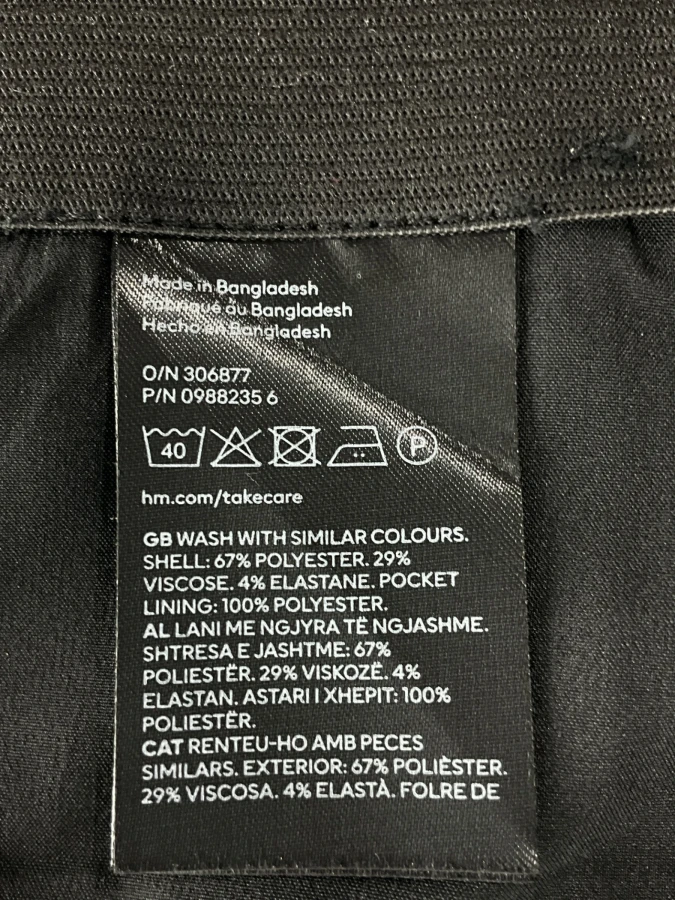 Made in Bangladesh
Fabriqué au Bangladesh
Hecho en Bangladesh
O/N 306877
P/N 0988235 6
40 P
hm.com/takecare
GB WASH WITH SIMILAR COLOURS.
SHELL: 67% POLYESTER. 29%
VISCOSE. 4% ELASTANE. POCKET
LINING: 100% POLYESTER.
AL LANI ME NGJYRA TË NGJASHME.
SHTRESA E JASHTME: 67%
POLIESTËR. 29% VISKOZË. 4%
ELASTAN. ASTARI I XHEPIT: 100%
POLIESTËR.
CAT RENTEU-HO AMB PECES
SIMILARS. EXTERIOR: 67% POLIÈSTER.
29% VISCOSA. 4% ELASTÀ. FOLRE DE